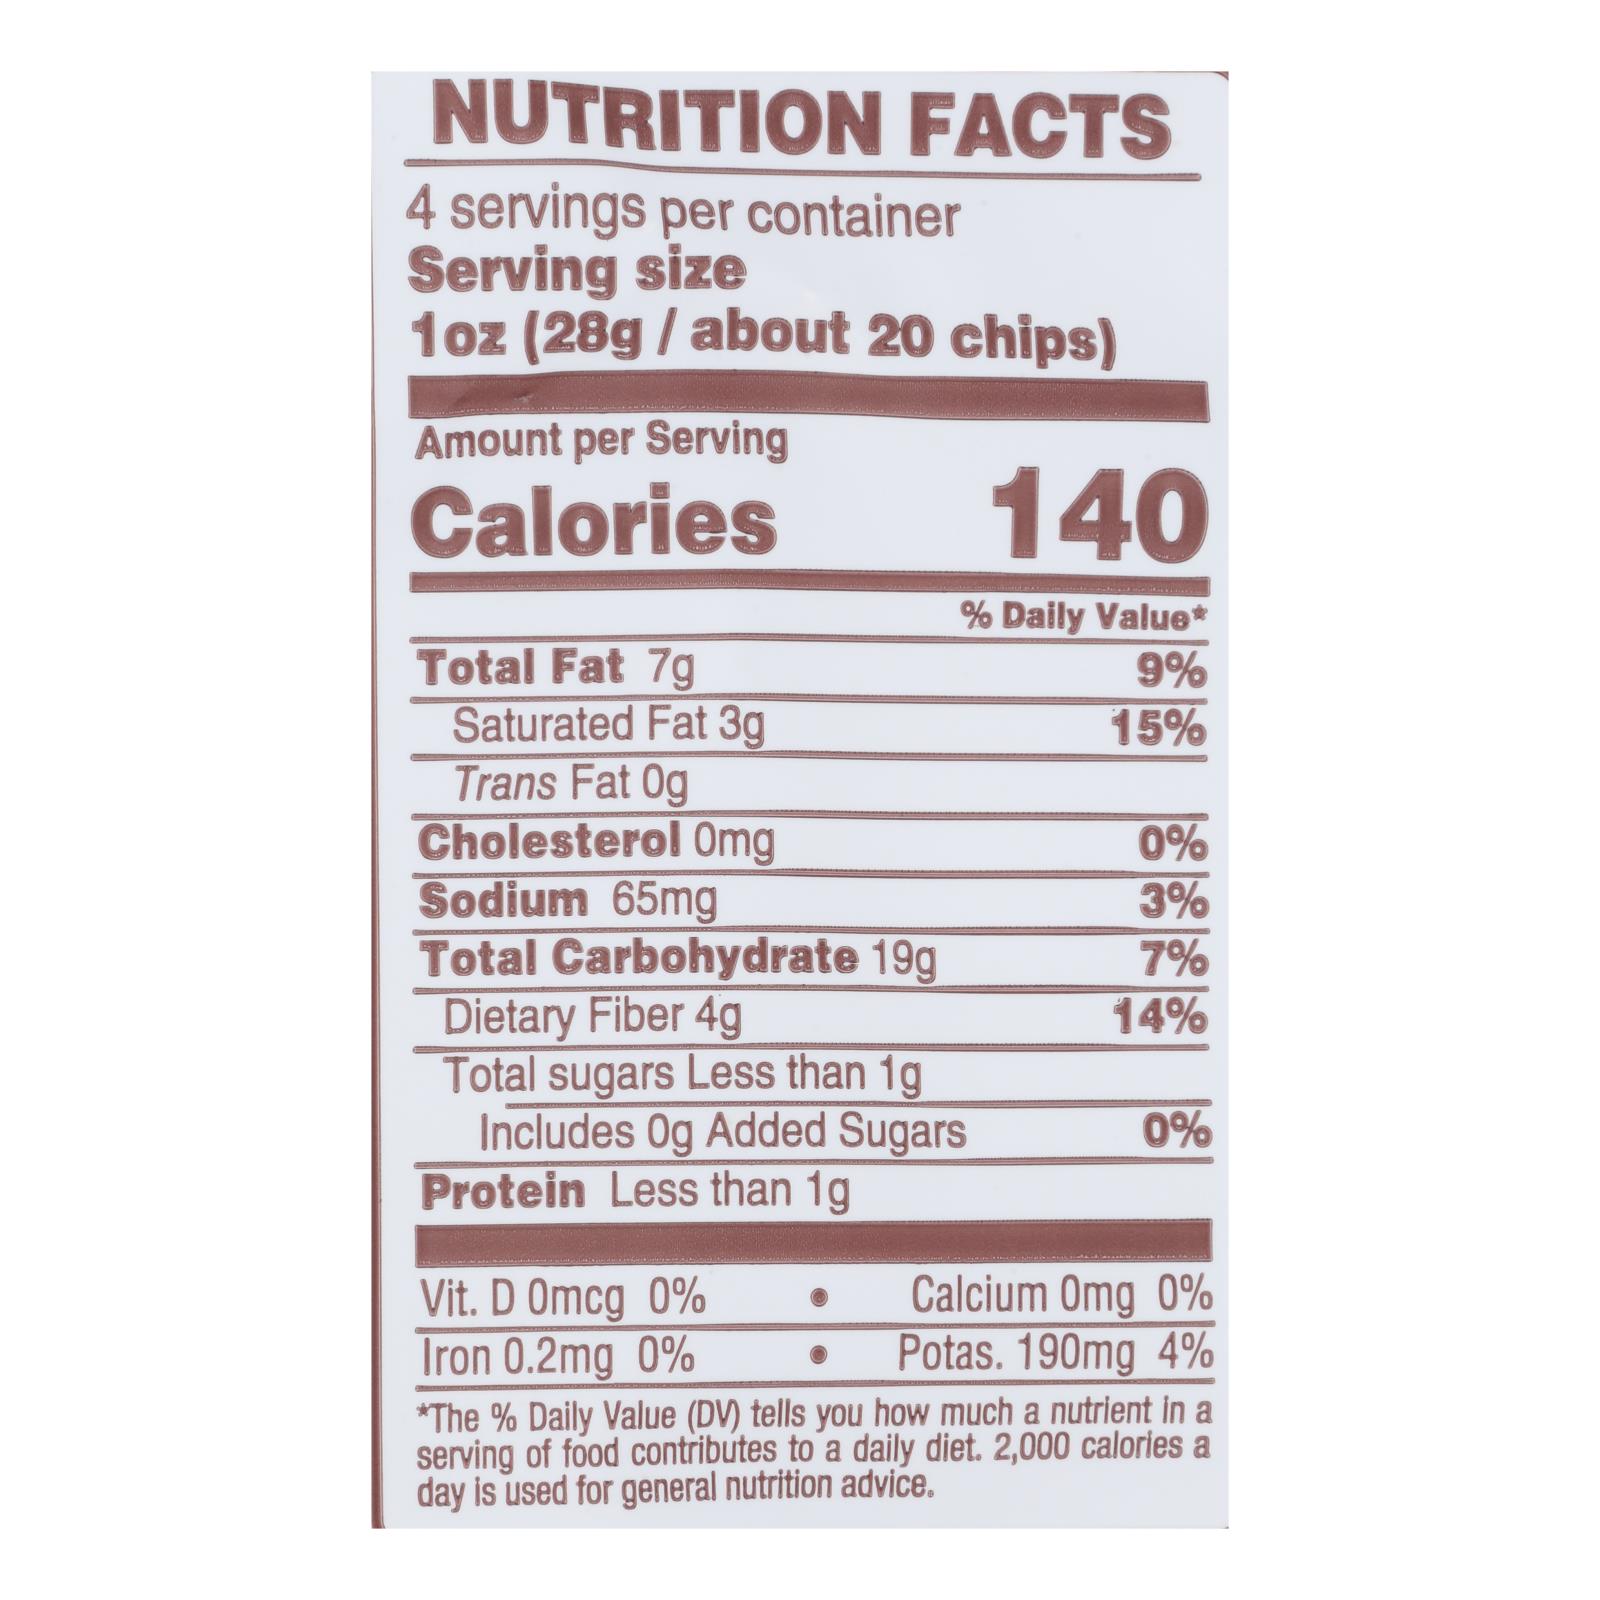 NUTRITION FACTS
4 servings per container
Serving size
1oz (28g / about 20 chips)
Amount per Serving
Calories 140
% Daily Value*
Total Fat 7g 9%
Saturated Fat 3g 15%
Trans Fat 0g
Cholesterol 0mg 0%
Sodium 65mg 3%
Total Carbohydrate 19g 7%
Dietary Fiber 4g 14%
Total sugars Less than 1g
Includes 0g Added Sugars 0%
Protein Less than 1g
Vit. D 0mcg 0% • Calcium 0mg 0%
Iron 0.2mg 0% • Potas. 190mg 4%
*The % Daily Value (DV) tells you how much a nutrient in a
serving of food contributes to a daily diet. 2,000 calories a
day is used for general nutrition advice.